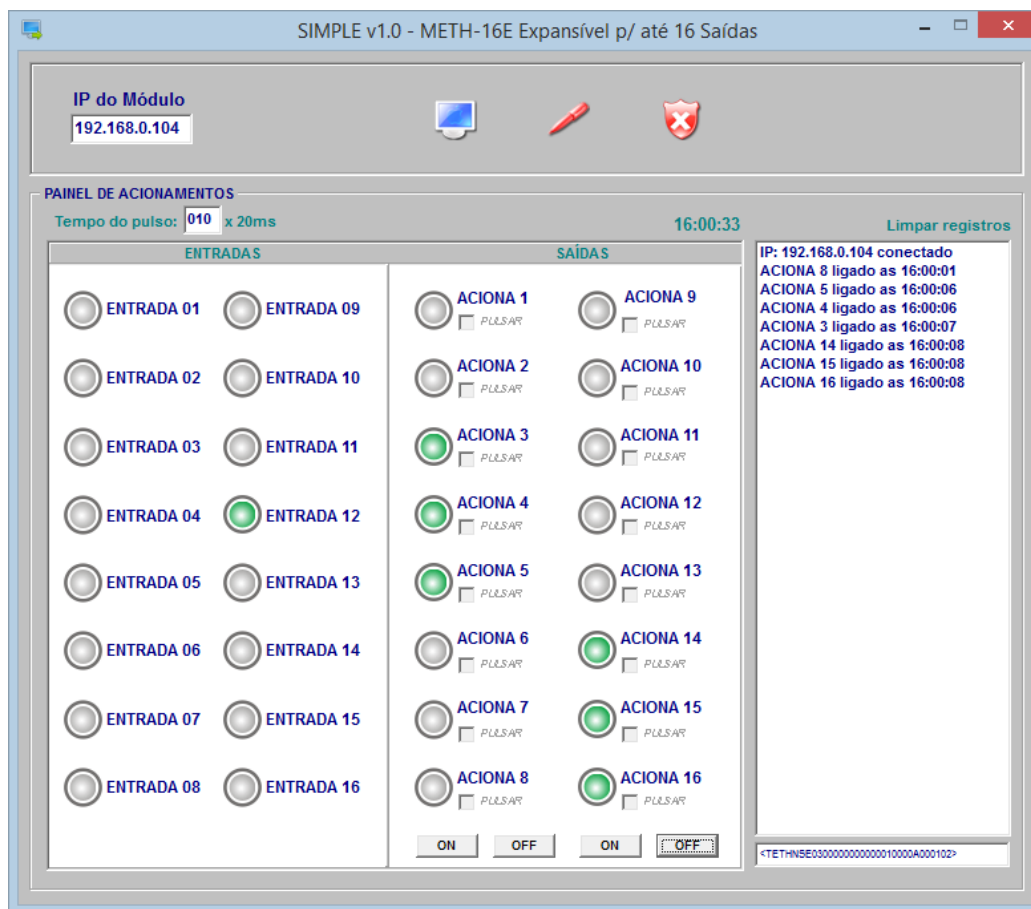 SIMPLE v1.0 - METH-16E Expansível p/ até 16 Saídas
IP do Módulo
192.168.0.104
PAINEL DE ACIONAMENTOS
Tempo do pulso: 010 x 20ms
16:00:33
Limpar registros
ENTRADAS
ENTRADA 01 ENTRADA 09
ENTRADA 02 ENTRADA 10
ENTRADA 03 ENTRADA 11
ENTRADA 04 ENTRADA 12
ENTRADA 05 ENTRADA 13
ENTRADA 06 ENTRADA 14
ENTRADA 07 ENTRADA 15
ENTRADA 08 ENTRADA 16
SAÍDAS
ACIONA 1 ACIONA 9
PULSAR PULSAR
ACIONA 2 ACIONA 10
PULSAR PULSAR
ACIONA 3 ACIONA 11
PULSAR PULSAR
ACIONA 4 ACIONA 12
PULSAR PULSAR
ACIONA 5 ACIONA 13
PULSAR PULSAR
ACIONA 6 ACIONA 14
PULSAR PULSAR
ACIONA 7 ACIONA 15
PULSAR PULSAR
ACIONA 8 ACIONA 16
PULSAR PULSAR
ON OFF ON OFF
IP: 192.168.0.104 conectado
ACIONA 8 ligado as 16:00:01
ACIONA 5 ligado as 16:00:06
ACIONA 4 ligado as 16:00:06
ACIONA 3 ligado as 16:00:07
ACIONA 14 ligado as 16:00:08
ACIONA 15 ligado as 16:00:08
ACIONA 16 ligado as 16:00:08